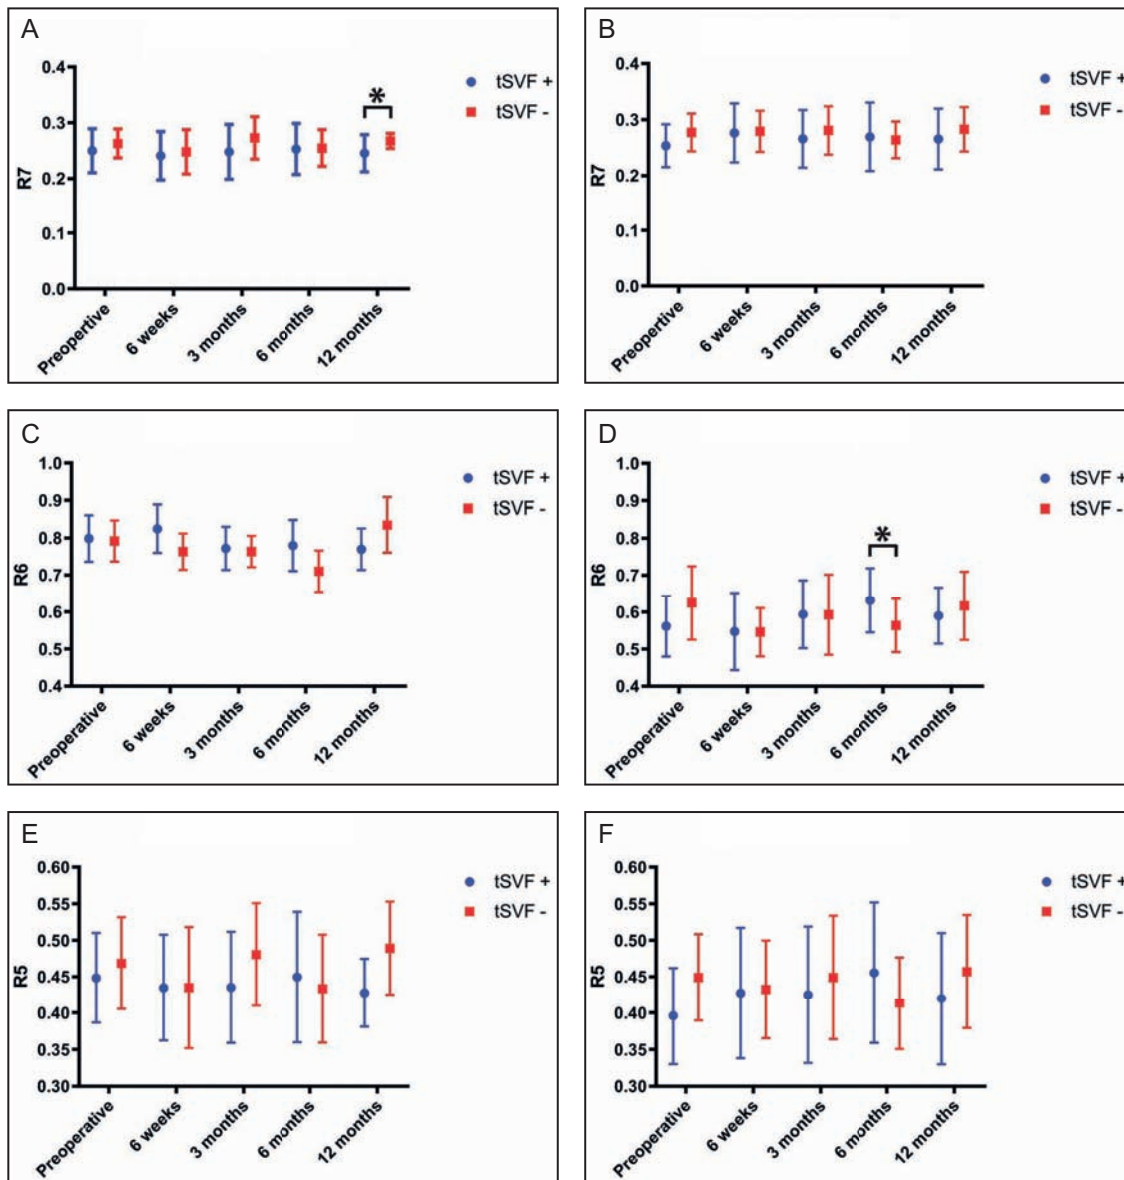 A
0.4
0.3
0.2
0.1
0.0
R7
tSVF +
tSVF -
*
Preopertive
6 weeks
3 months
6 months
12 months
B
0.4
0.3
0.2
0.1
0.0
R7
tSVF +
tSVF -
Preopertive
6 weeks
3 months
6 months
12 months
C
1.0
0.9
0.8
0.7
0.6
0.5
0.4
R6
tSVF +
tSVF -
Preoperative
6 weeks
3 months
6 months
12 months
D
1.0
0.9
0.8
0.7
0.6
0.5
0.4
R6
tSVF +
tSVF -
*
Preoperative
6 weeks
3 months
6 months
12 months
E
0.60
0.55
0.50
0.45
0.40
0.35
0.30
R5
tSVF +
tSVF -
Preoperative
6 weeks
3 months
6 months
12 months
F
0.60
0.55
0.50
0.45
0.40
0.35
0.30
R5
tSVF +
tSVF -
Preoperative
6 weeks
3 months
6 months
12 months